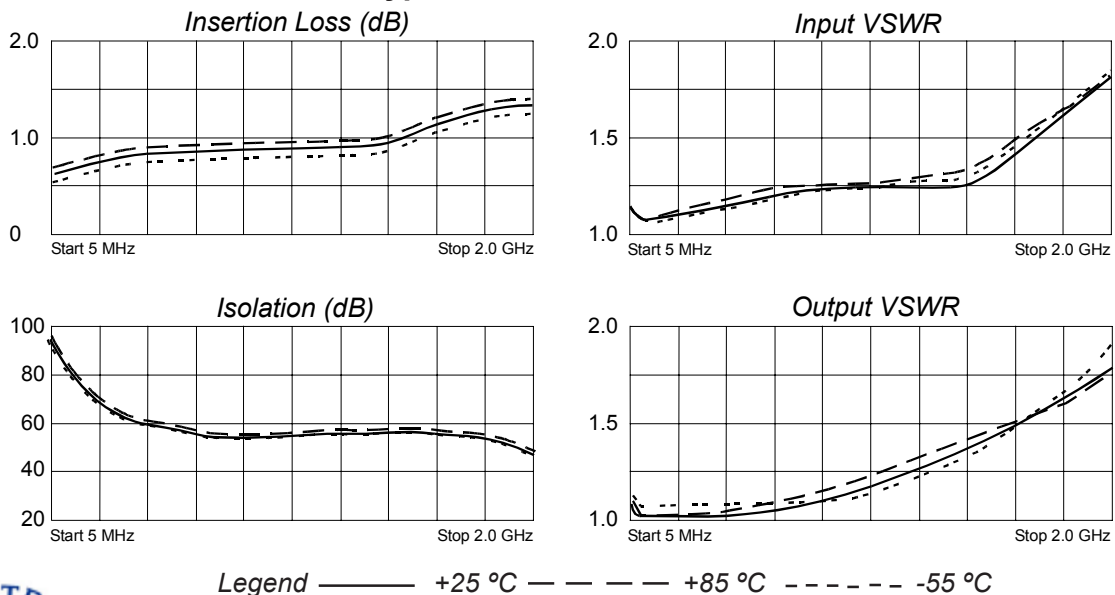 Insertion Loss (dB)
2.0
1.0
0
Start 5 MHz
Stop 2.0 GHz
Input VSWR
2.0
1.5
1.0
Start 5 MHz
Stop 2.0 GHz
Isolation (dB)
100
80
60
40
20
Start 5 MHz
Stop 2.0 GHz
Output VSWR
2.0
1.5
1.0
Start 5 MHz
Stop 2.0 GHz
Legend +25 ºC +85 ºC -55 ºC